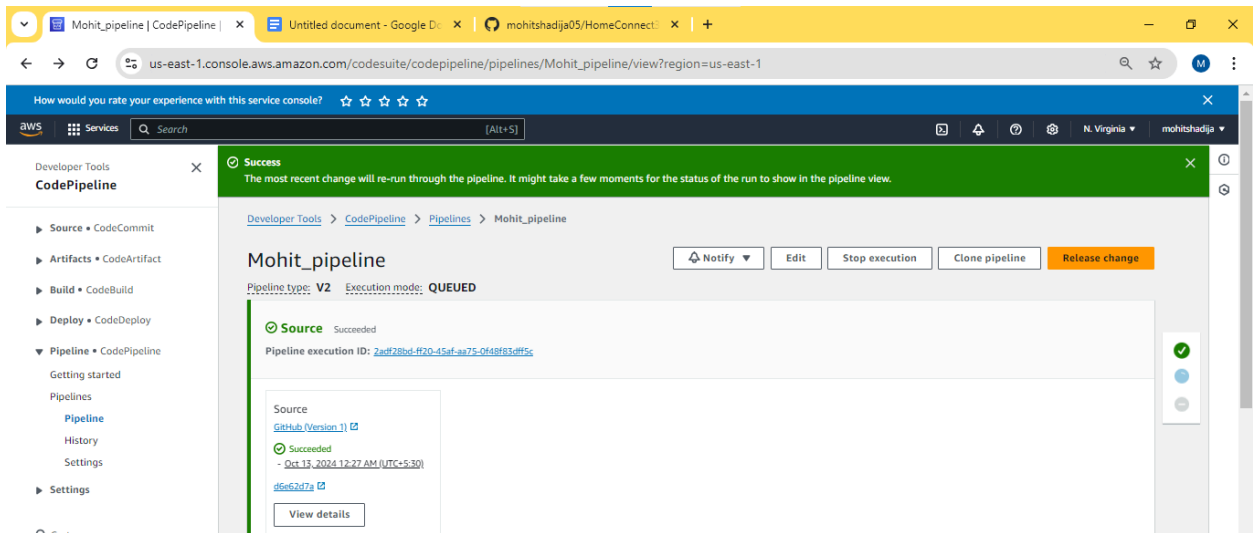 Mohit_pipeline | CodePipeline |
Untitled document - Google Do
mohitshadija05/HomeConnect
us-east-1.console.aws.amazon.com/codesuite/codepipeline/pipelines/Mohit_pipeline/view?region=us-east-1
M
How would you rate your experience with this service console?
aws
Services
Search
[Alt+S]
N. Virginia
mohitshadija
Developer Tools
CodePipeline
Source • CodeCommit
Artifacts • CodeArtifact
Build • CodeBuild
Deploy • CodeDeploy
Pipeline • CodePipeline
Getting started
Pipelines
Pipeline
History
Settings
Settings
Success
The most recent change will re-run through the pipeline. It might take a few moments for the status of the run to show in the pipeline view.
Developer Tools > CodePipeline > Pipelines > Mohit_pipeline
Mohit_pipeline
Notify
Edit
Stop execution
Clone pipeline
Release change
Pipeline type: V2 Execution mode: QUEUED
Source Succeeded
Pipeline execution ID: 2adf28bd-ff20-45af-aa75-0f48f83dff5c
Source
GitHub (Version 1)
Succeeded
- Oct 13, 2024 12:27 AM (UTC+5:30)
d6e62d7a
View details